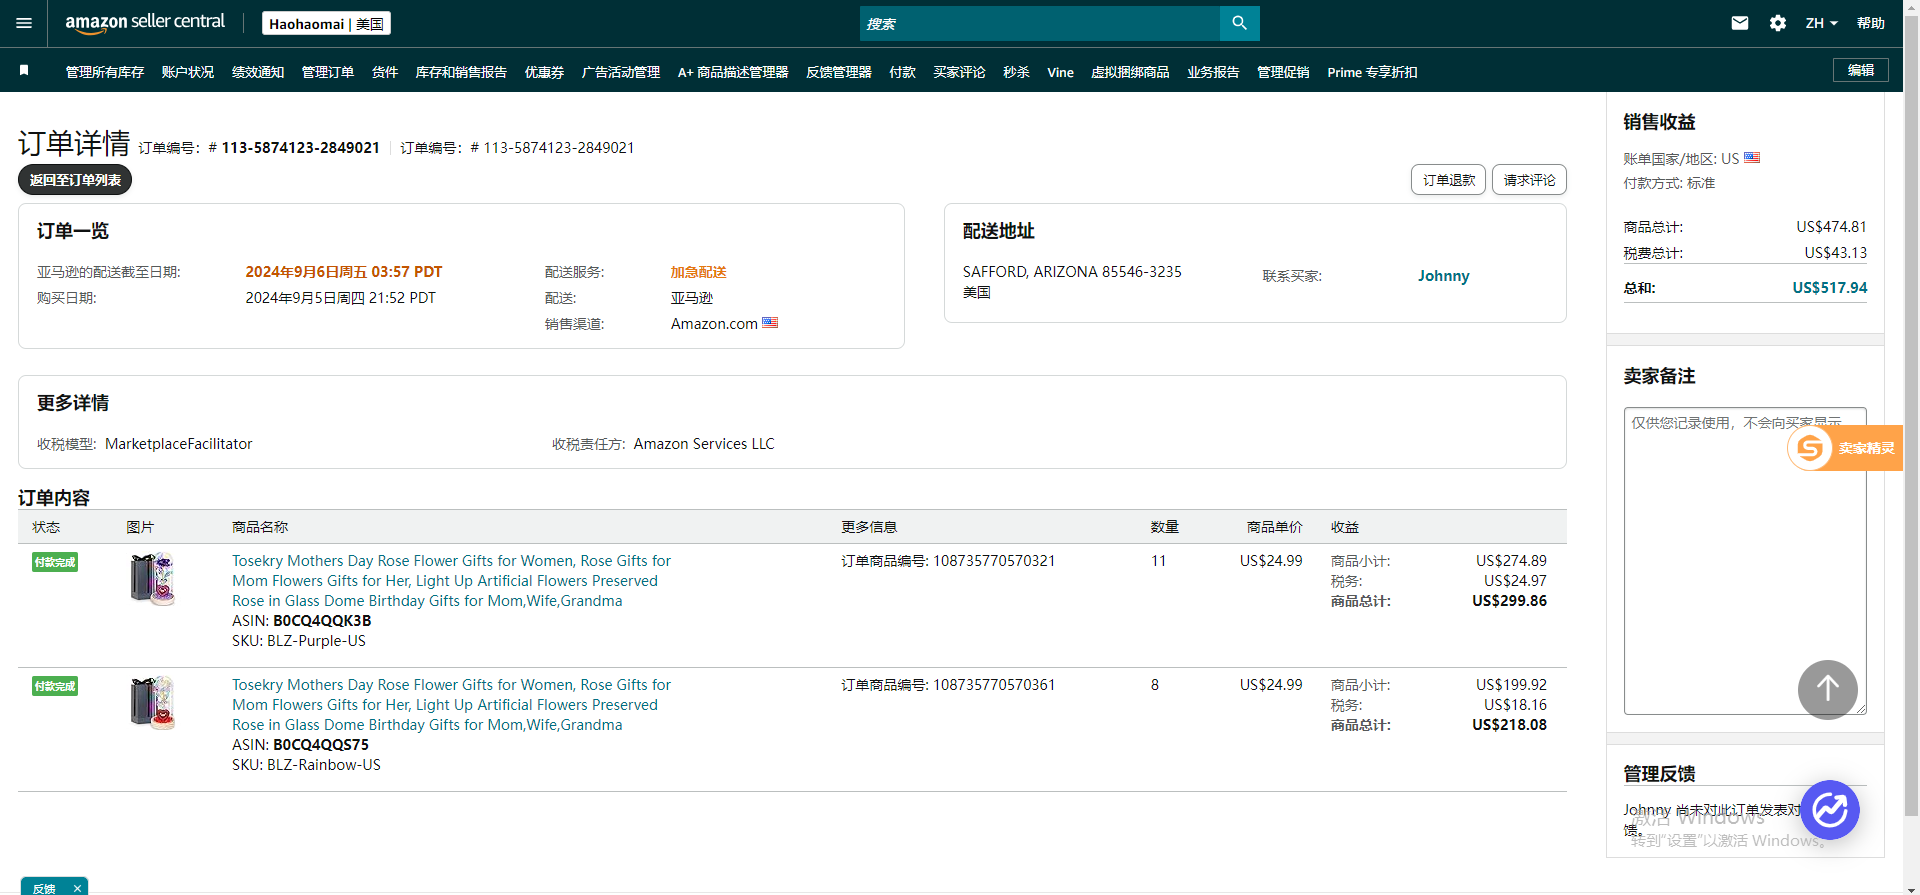 amazon seller central
Haohaomai | 美国
搜索
ZH
帮助
管理所有库存 账户状况 绩效通知 管理订单 货件 库存和销售报告 优惠券 广告活动管理 A+ 商品描述管理器 反馈管理器 付款 买家评论 秒杀 Vine 虚拟捆绑商品 业务报告 管理促销 Prime 专享折扣
编辑
订单详情 订单编号: # 113-5874123-2849021 订单编号: # 113-5874123-2849021
返回至订单列表
订单退款
请求评论
订单一览
亚马逊的配送截至日期: 2024年9月6日周五 03:57 PDT
购买日期: 2024年9月5日周四 21:52 PDT
配送服务: 加急配送
配送: 亚马逊
销售渠道: Amazon.com
配送地址
SAFFORD, ARIZONA 85546-3235
美国
联系买家: Johnny
更多详情
收税模型: MarketplaceFacilitator
收税责任方: Amazon Services LLC
订单内容
状态 图片 商品名称 更多信息 数量 商品单价 收益
付款完成
Tosekry Mothers Day Rose Flower Gifts for Women, Rose Gifts for
Mom Flowers Gifts for Her, Light Up Artificial Flowers Preserved
Rose in Glass Dome Birthday Gifts for Mom,Wife,Grandma
ASIN: B0CQ4QQK3B
SKU: BLZ-Purple-US
订单商品编号: 108735770570321
11
US$24.99
商品小计: US$274.89
税务: US$24.97
商品总计: US$299.86
付款完成
Tosekry Mothers Day Rose Flower Gifts for Women, Rose Gifts for
Mom Flowers Gifts for Her, Light Up Artificial Flowers Preserved
Rose in Glass Dome Birthday Gifts for Mom,Wife,Grandma
ASIN: B0CQ4QQS75
SKU: BLZ-Rainbow-US
订单商品编号: 108735770570361
8
US$24.99
商品小计: US$199.92
税务: US$18.16
商品总计: US$218.08
销售收益
账单国家/地区: US
付款方式: 标准
商品总计: US$474.81
税费总计: US$43.13
总和: US$517.94
卖家备注
仅供您记录使用，不会向买家显示
卖家精灵
管理反馈
Johnny 尚未对此订单发表对
馈。
激活 Windows
转到"设置"以激活 Windows。
反馈 ×